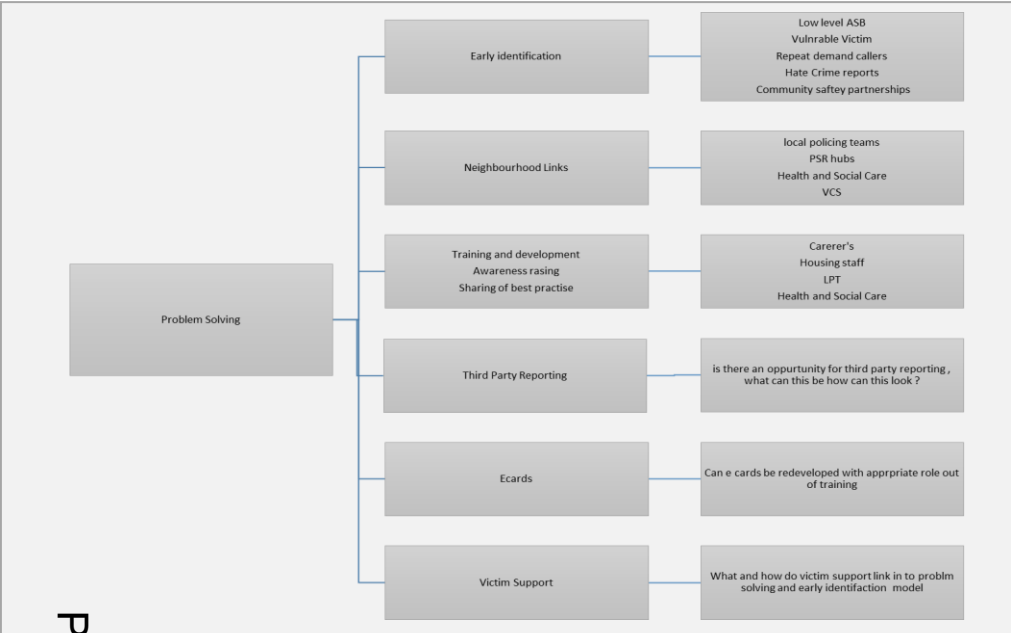 Problem Solving
Early identification
Low level ASB
Vulnrable Victim
Repeat demand callers
Hate Crime reports
Community saftey partnerships
Neighbourhood Links
local policing teams
PSR hubs
Health and Social Care
VCS
Training and development
Awareness rasing
Sharing of best practise
Carerer's
Housing staff
LPT
Health and Social Care
Third Party Reporting
is there an oppurtunity for third party reporting ,
what can this be how can this look ?
Ecards
Can e cards be redeveloped with apprpriate role out
of training
Victim Support
What and how do victim support link in to problm
solving and early identifaction model
P